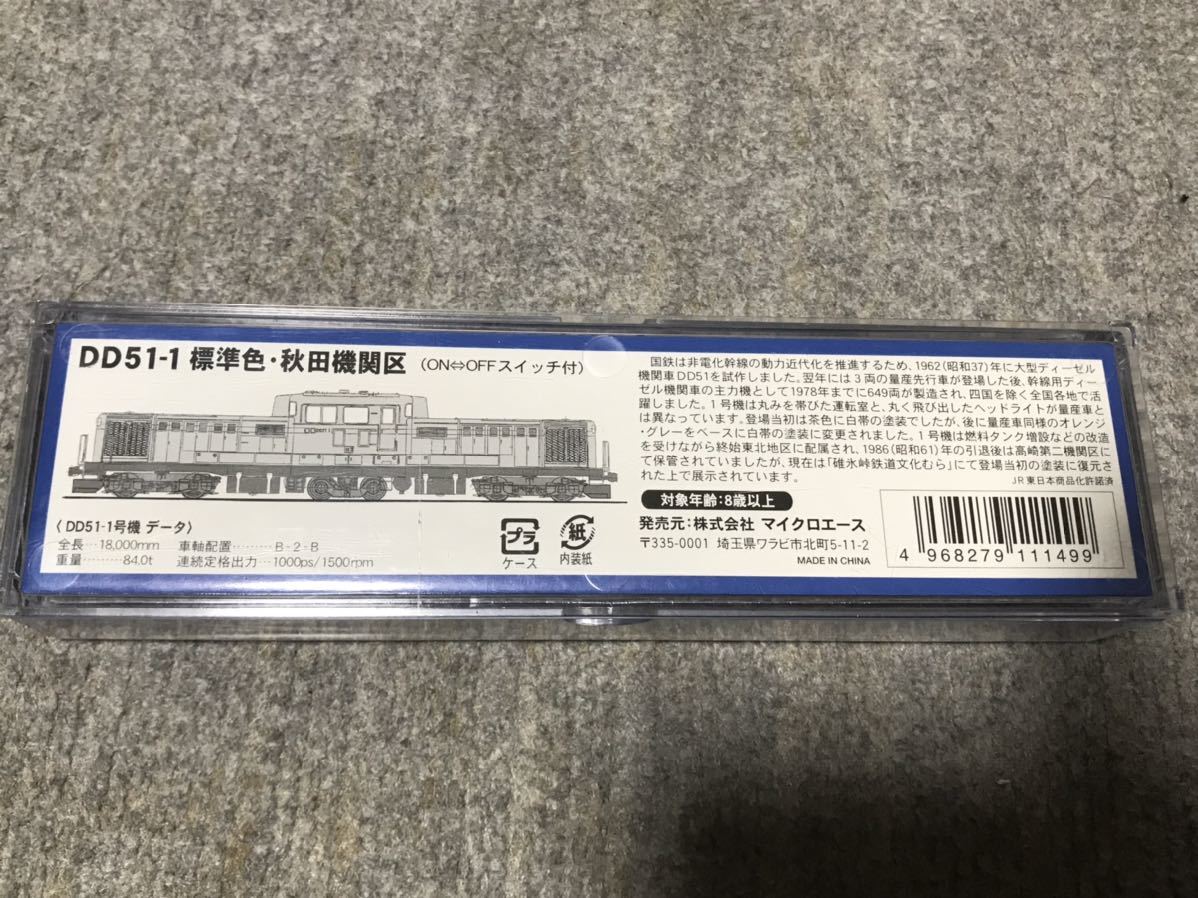 DD51-1 標準色・秋田機関区 (ON⇔OFFスイッチ付)
国鉄は非電化幹線の動力近代化を推進するため、1962(昭和37)年に大型ディーゼル
機関車DD51を試作しました。翌年には3両の量産先行車が登場した後、幹線用ディー
ゼル機関車の主力機として1978年までに649両が製造され、四国を除く全国各地で活
躍しました。1号機は丸みを帯びた運転室と、丸く飛び出したヘッドライトが量産車と
は異なっています。登場当初は茶色に白帯の塗装でしたが、後に量産車同様のオレンジ
・グレーをベースに白帯の塗装に変更されました。1号機は燃料タンク増設などの改造
を受けながら終始東北地区に配属され、1986(昭和61)年の引退後は高崎第二機関区に
て保管されていましたが、現在は「碓氷峠鉄道文化むら」にて登場当初の塗装に復元さ
れた上で展示されています。
JR東日本商品化許諾済
〈DD51-1号機 データ〉
全長…18,000mm 車軸配置………B-2-B
重量………84.0t 連続定格出力…1000ps/1500rpm
プラ
ケース
紙
内装紙
対象年齢:8歳以上
発売元:株式会社 マイクロエース
〒335-0001 埼玉県ワラビ市北町5-11-2
MADE IN CHINA
4 968279 111499